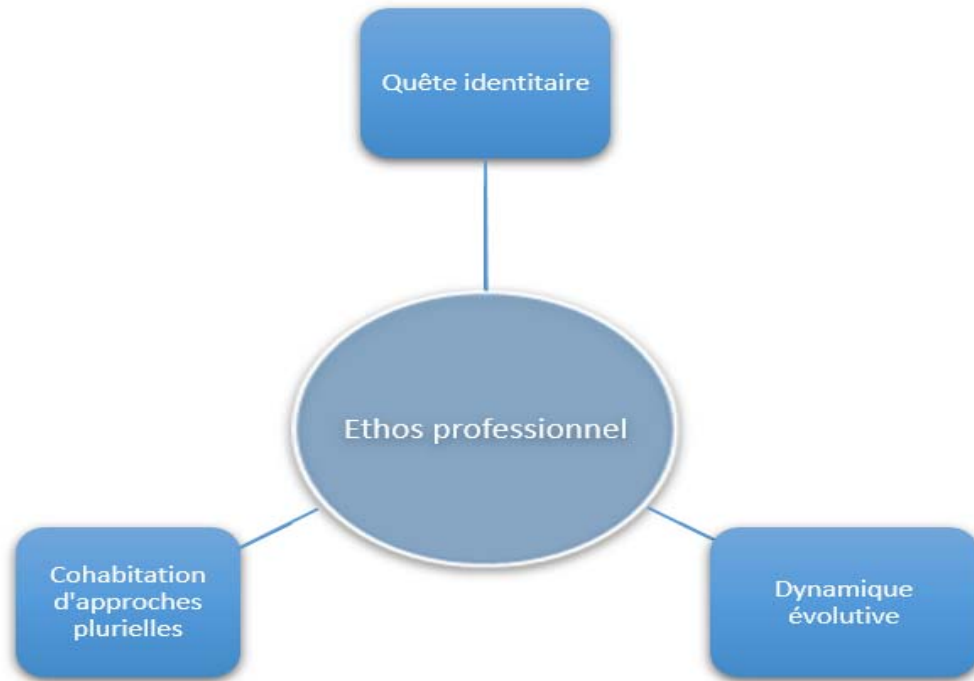 Quête identitaire
Ethos professionnel
Cohabitation
d'approches
plurielles
Dynamique
évolutive